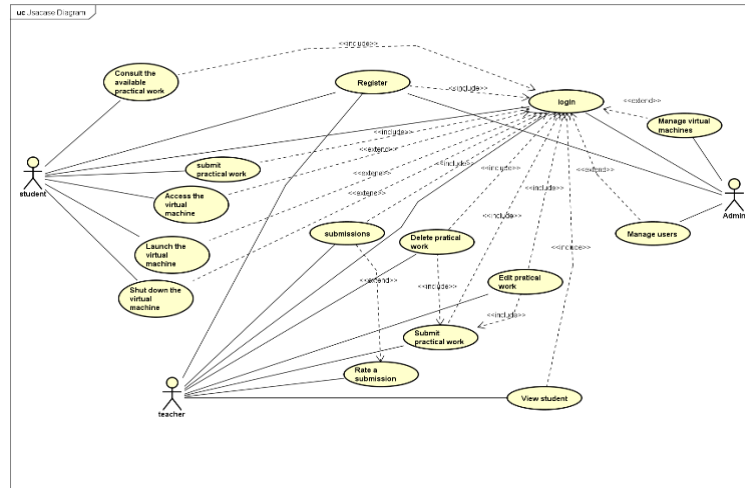 uc Jsacase Diagram
<<include>>
Consult the
available
practical work
Register
<<include>>
login
<<extend>>
Manage virtual
machines
student
submit
practical work
<<include>>
<<include>>
<<extend>>
Access the
virtual
machine
<<include>>
<<extend>>
<<include>>
<<extend>>
<<extend>>
Admin
Launch the
virtual
machine
submissions
Delete pratical
work
<<include>>
Manage users
<<include>>
Shut down the
virtual
machine
<<extend>>
<<include>>
Edit pratical
work
<<include>>
Submit
practical work
Rate a
submission
teacher
View student